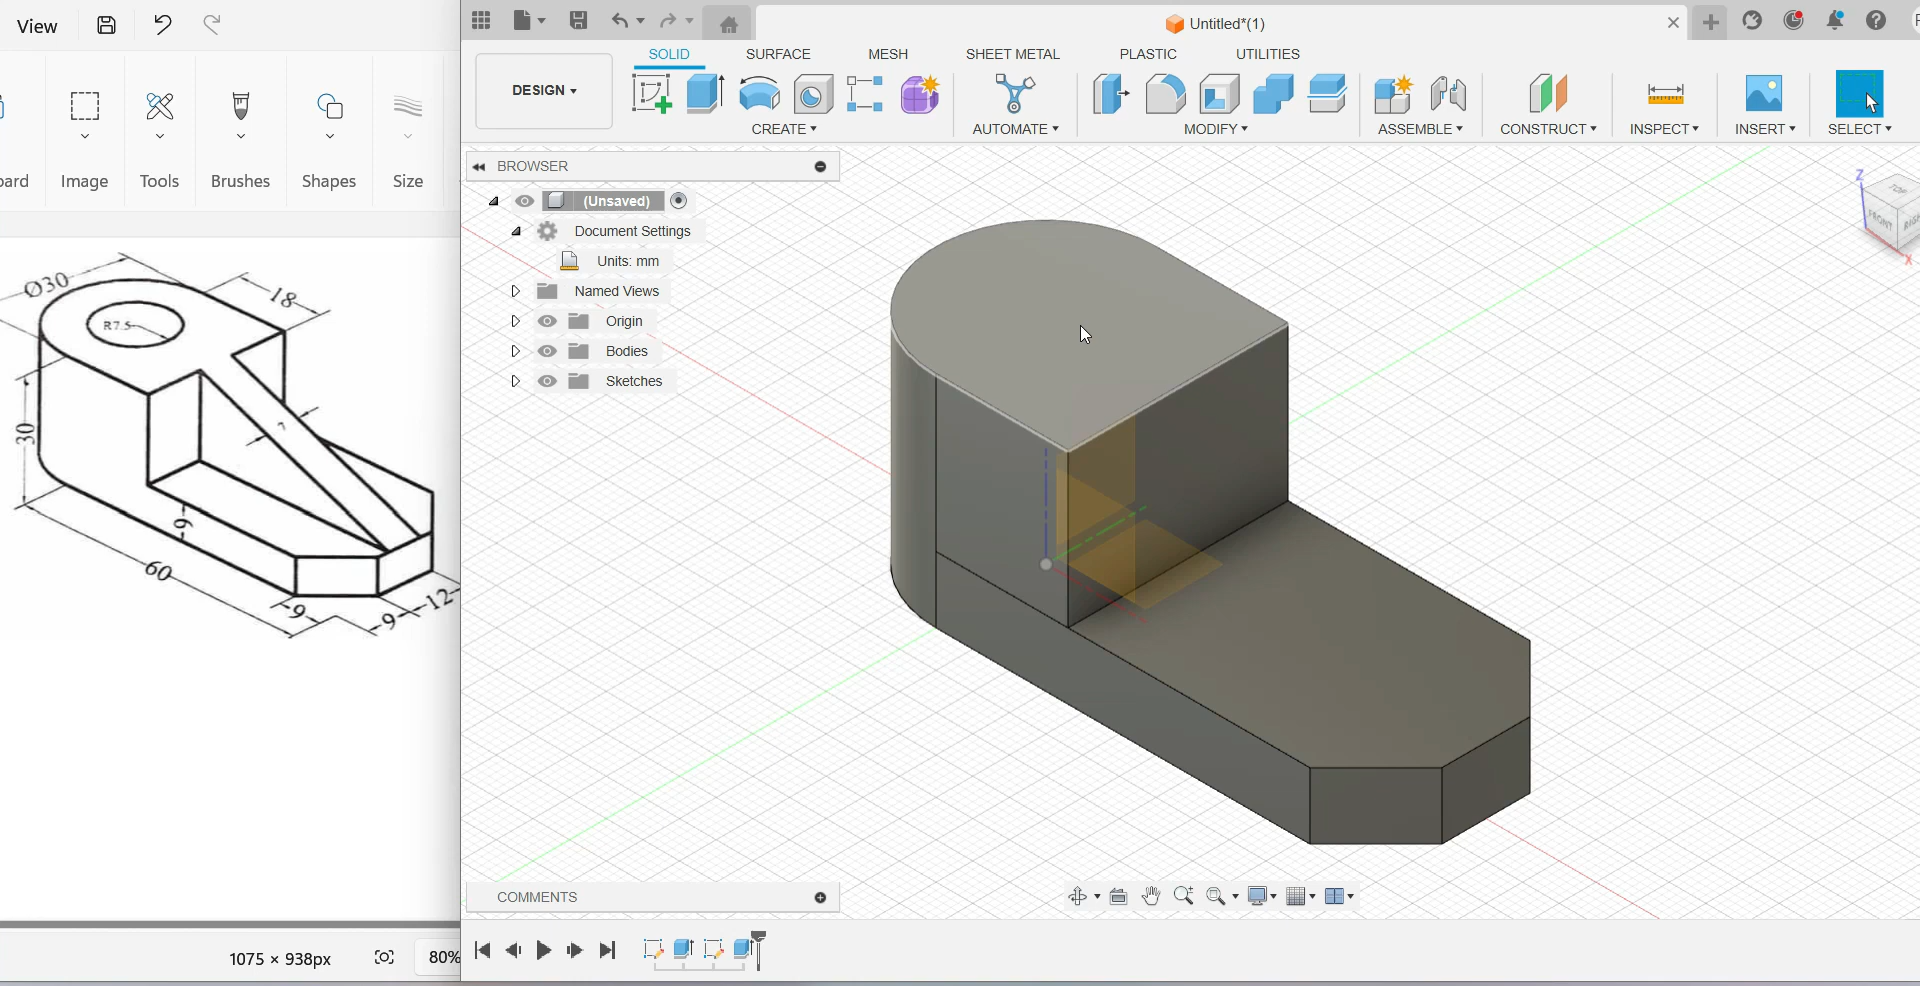 View
Untitled*(1)
F
SOLID
SURFACE
MESH
SHEET METAL
PLASTIC
UTILITIES
DESIGN
CREATE
AUTOMATE
MODIFY
ASSEMBLE
CONSTRUCT
INSPECT
INSERT
SELECT
ard
Image
Tools
Brushes
Shapes
Size
BROWSER
(Unsaved)
Document Settings
Units: mm
Named Views
Origin
Bodies
Sketches
Z
TOP
FRONT
RIG
X
Ø30
18
R7.5
7
30
9
60
9
9
12
COMMENTS
1075 × 938px
80%